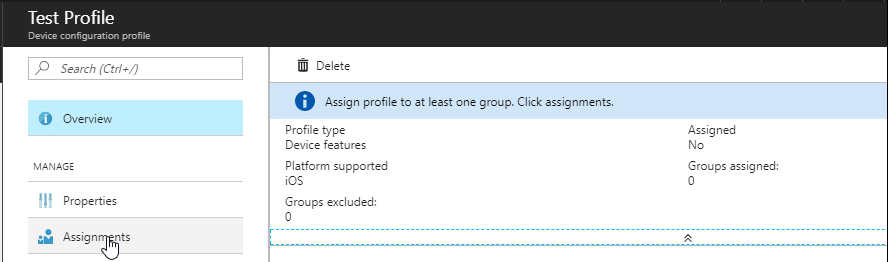 Test Profile
Device configuration profile
Search (Ctrl+/)
Overview
MANAGE
Properties
Assignments
Delete
Assign profile to at least one group. Click assignments.
Profile type
Device features
Platform supported
iOS
Groups excluded:
0
Assigned
No
Groups assigned:
0